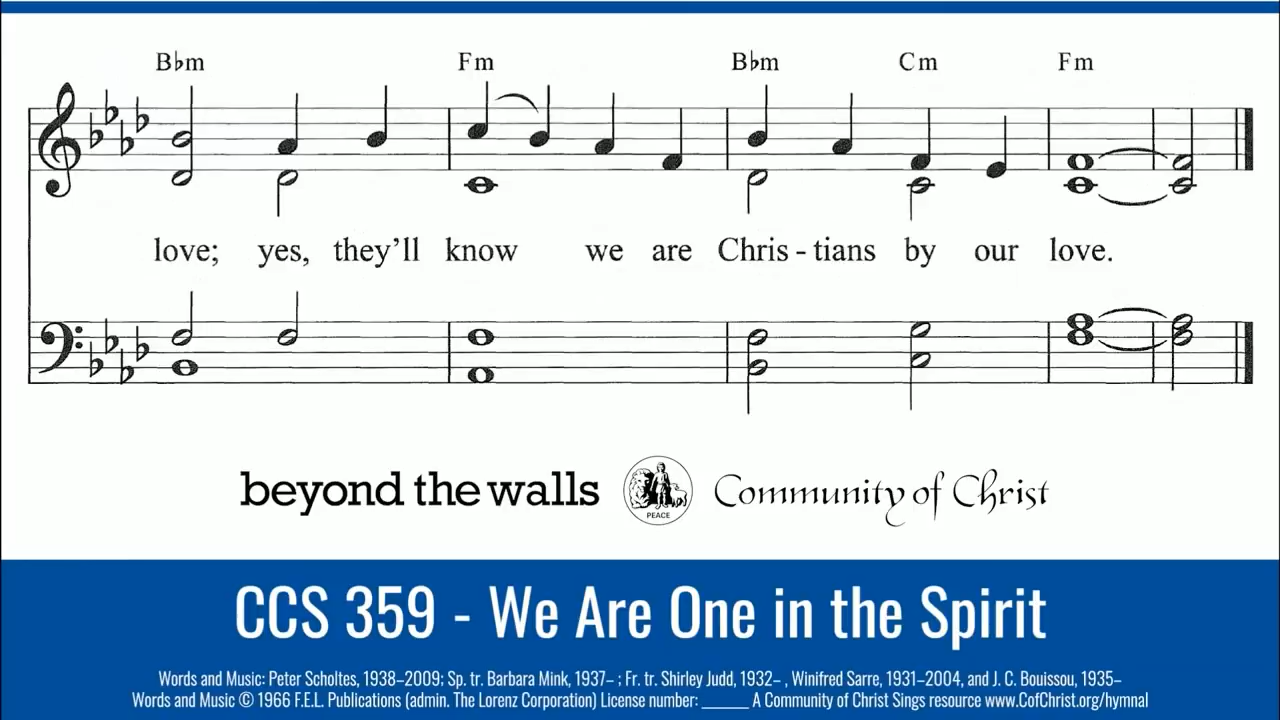 B♭m Fm B♭m Cm Fm
love; yes, they'll know we are Chris - tians by our love.
beyond the walls PEACE Community of Christ
CCS 359 - We Are One in the Spirit
Words and Music: Peter Scholtes, 1938–2009; Sp. tr. Barbara Mink, 1937– ; Fr. tr. Shirley Judd, 1932– , Winifred Sarre, 1931–2004, and J. C. Bouissou, 1935–
Words and Music © 1966 F.E.L. Publications (admin. The Lorenz Corporation) License number: ______ A Community of Christ Sings resource www.CofChrist.org/hymnal